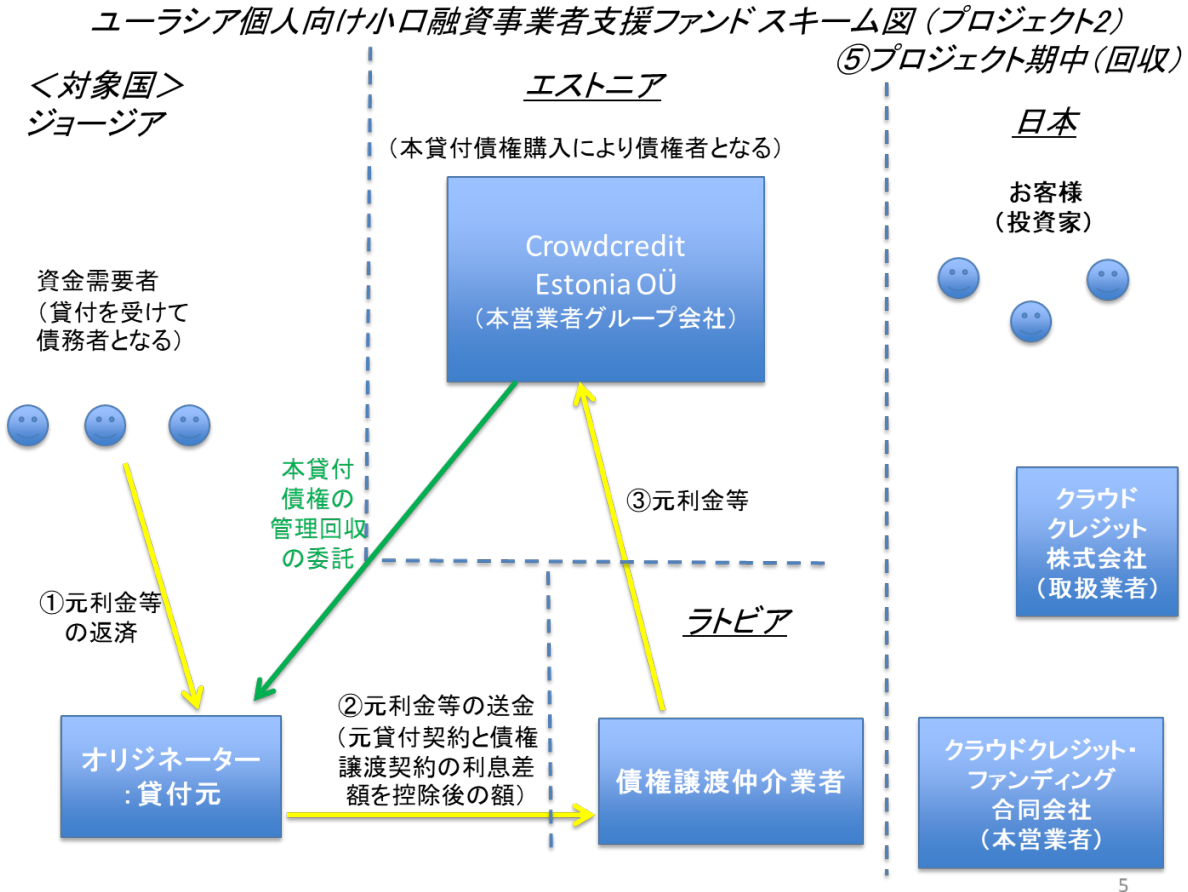 ユーラシア個人向け小口融資事業者支援ファンド スキーム図（プロジェクト2）
⑤プロジェクト期中（回収）
＜対象国＞
ジョージア
エストニア
日本
（本貸付債権購入により債権者となる）
お客様
（投資家）
Crowdcredit
Estonia OÜ
（本営業者グループ会社）
資金需要者
（貸付を受けて
債務者となる）
本貸付
債権の
管理回収
の委託
③元利金等
クラウド
クレジット
株式会社
（取扱業者）
①元利金等
の返済
ラトビア
②元利金等の送金
（元貸付契約と債権
譲渡契約の利息差
額を控除後の額）
オリジネーター
：貸付元
債権譲渡仲介業者
クラウドクレジット・
ファンディング
合同会社
（本営業者）
5